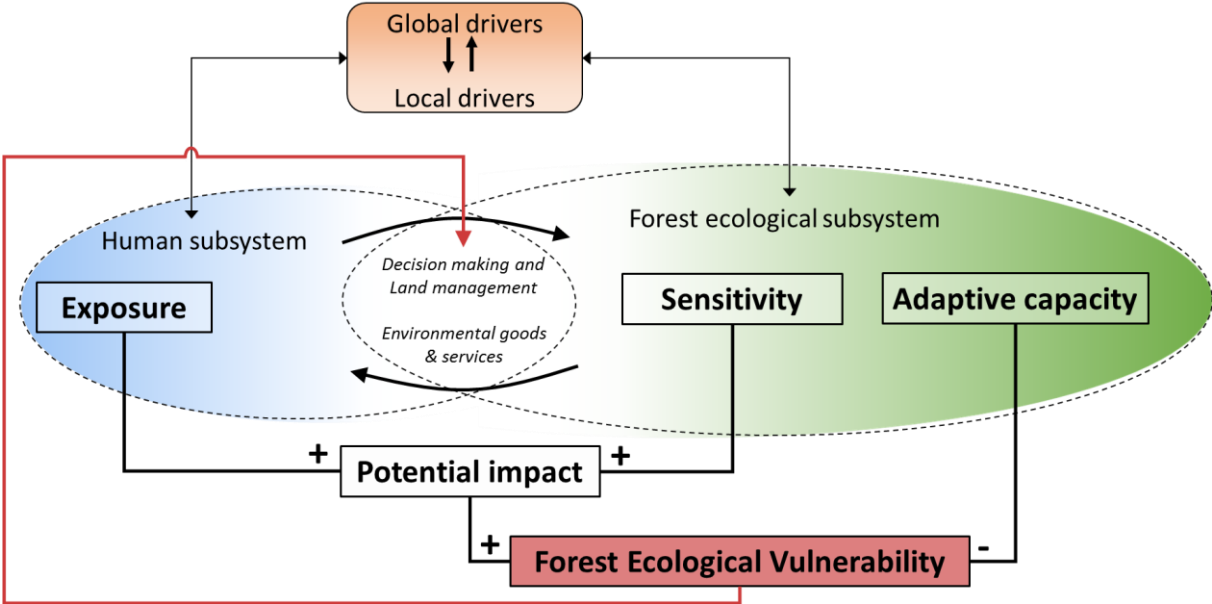 Global drivers
Local drivers
Human subsystem
Forest ecological subsystem
Decision making and
Land management
Environmental goods
& services
Exposure
Sensitivity
Adaptive capacity
+
Potential impact
+
+
Forest Ecological Vulnerability
-